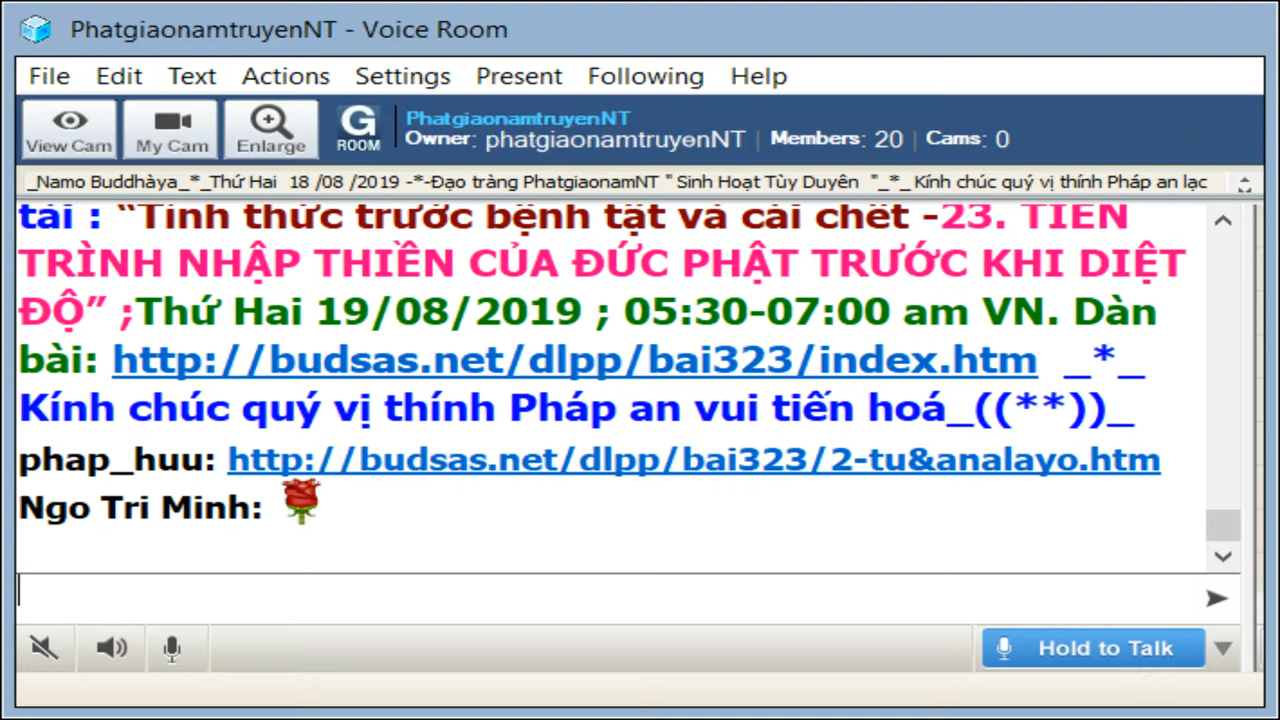 PhatgiaonamtruyenNT - Voice Room
File Edit Text Actions Settings Present Following Help
View Cam My Cam Enlarge G ROOM
PhatgiaonamtruyenNT
Owner: phatgiaonamtruyenNT | Members: 20 | Cams: 0
_Namo Buddhàya_*_Thứ Hai 18 /08 /2019 -*-Đạo tràng PhatgiaonamNT " Sinh Hoạt Tùy Duyên "_*_ Kính chúc quý vị thính Pháp an lạc
tài : “Tỉnh thức trước bệnh tật và cái chết -23. TIẾN
TRÌNH NHẬP THIỀN CỦA ĐỨC PHẬT TRƯỚC KHI DIỆT
ĐỘ” ;Thứ Hai 19/08/2019 ; 05:30-07:00 am VN. Dàn
bài: http://budsas.net/dlpp/bai323/index.htm _*_
Kính chúc quý vị thính Pháp an vui tiến hoá_((**))_
phap_huu: http://budsas.net/dlpp/bai323/2-tu&analayo.htm
Ngo Tri Minh:
Hold to Talk